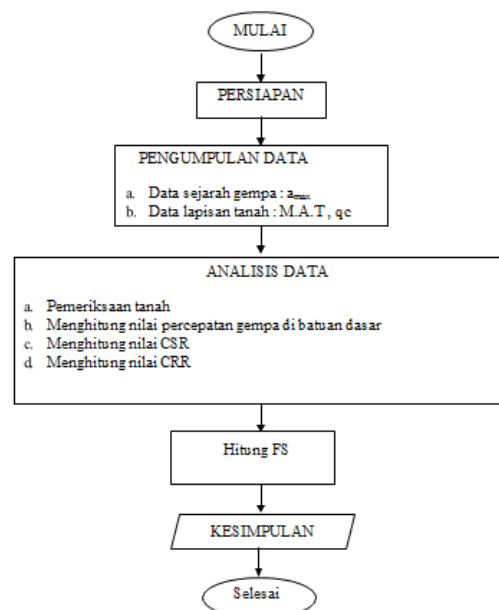 MULAI
PERSIAPAN
PENGUMPULAN DATA
a. Data sejarah gempa : amax
b. Data lapisan tanah : M.A.T , qc
ANALISIS DATA
a. Pemeriksaan tanah
b. Menghitung nilai percepatan gempa di batuan dasar
c. Menghitung nilai CSR
d. Menghitung nilai CRR
Hitung FS
KESIMPULAN
Selesai